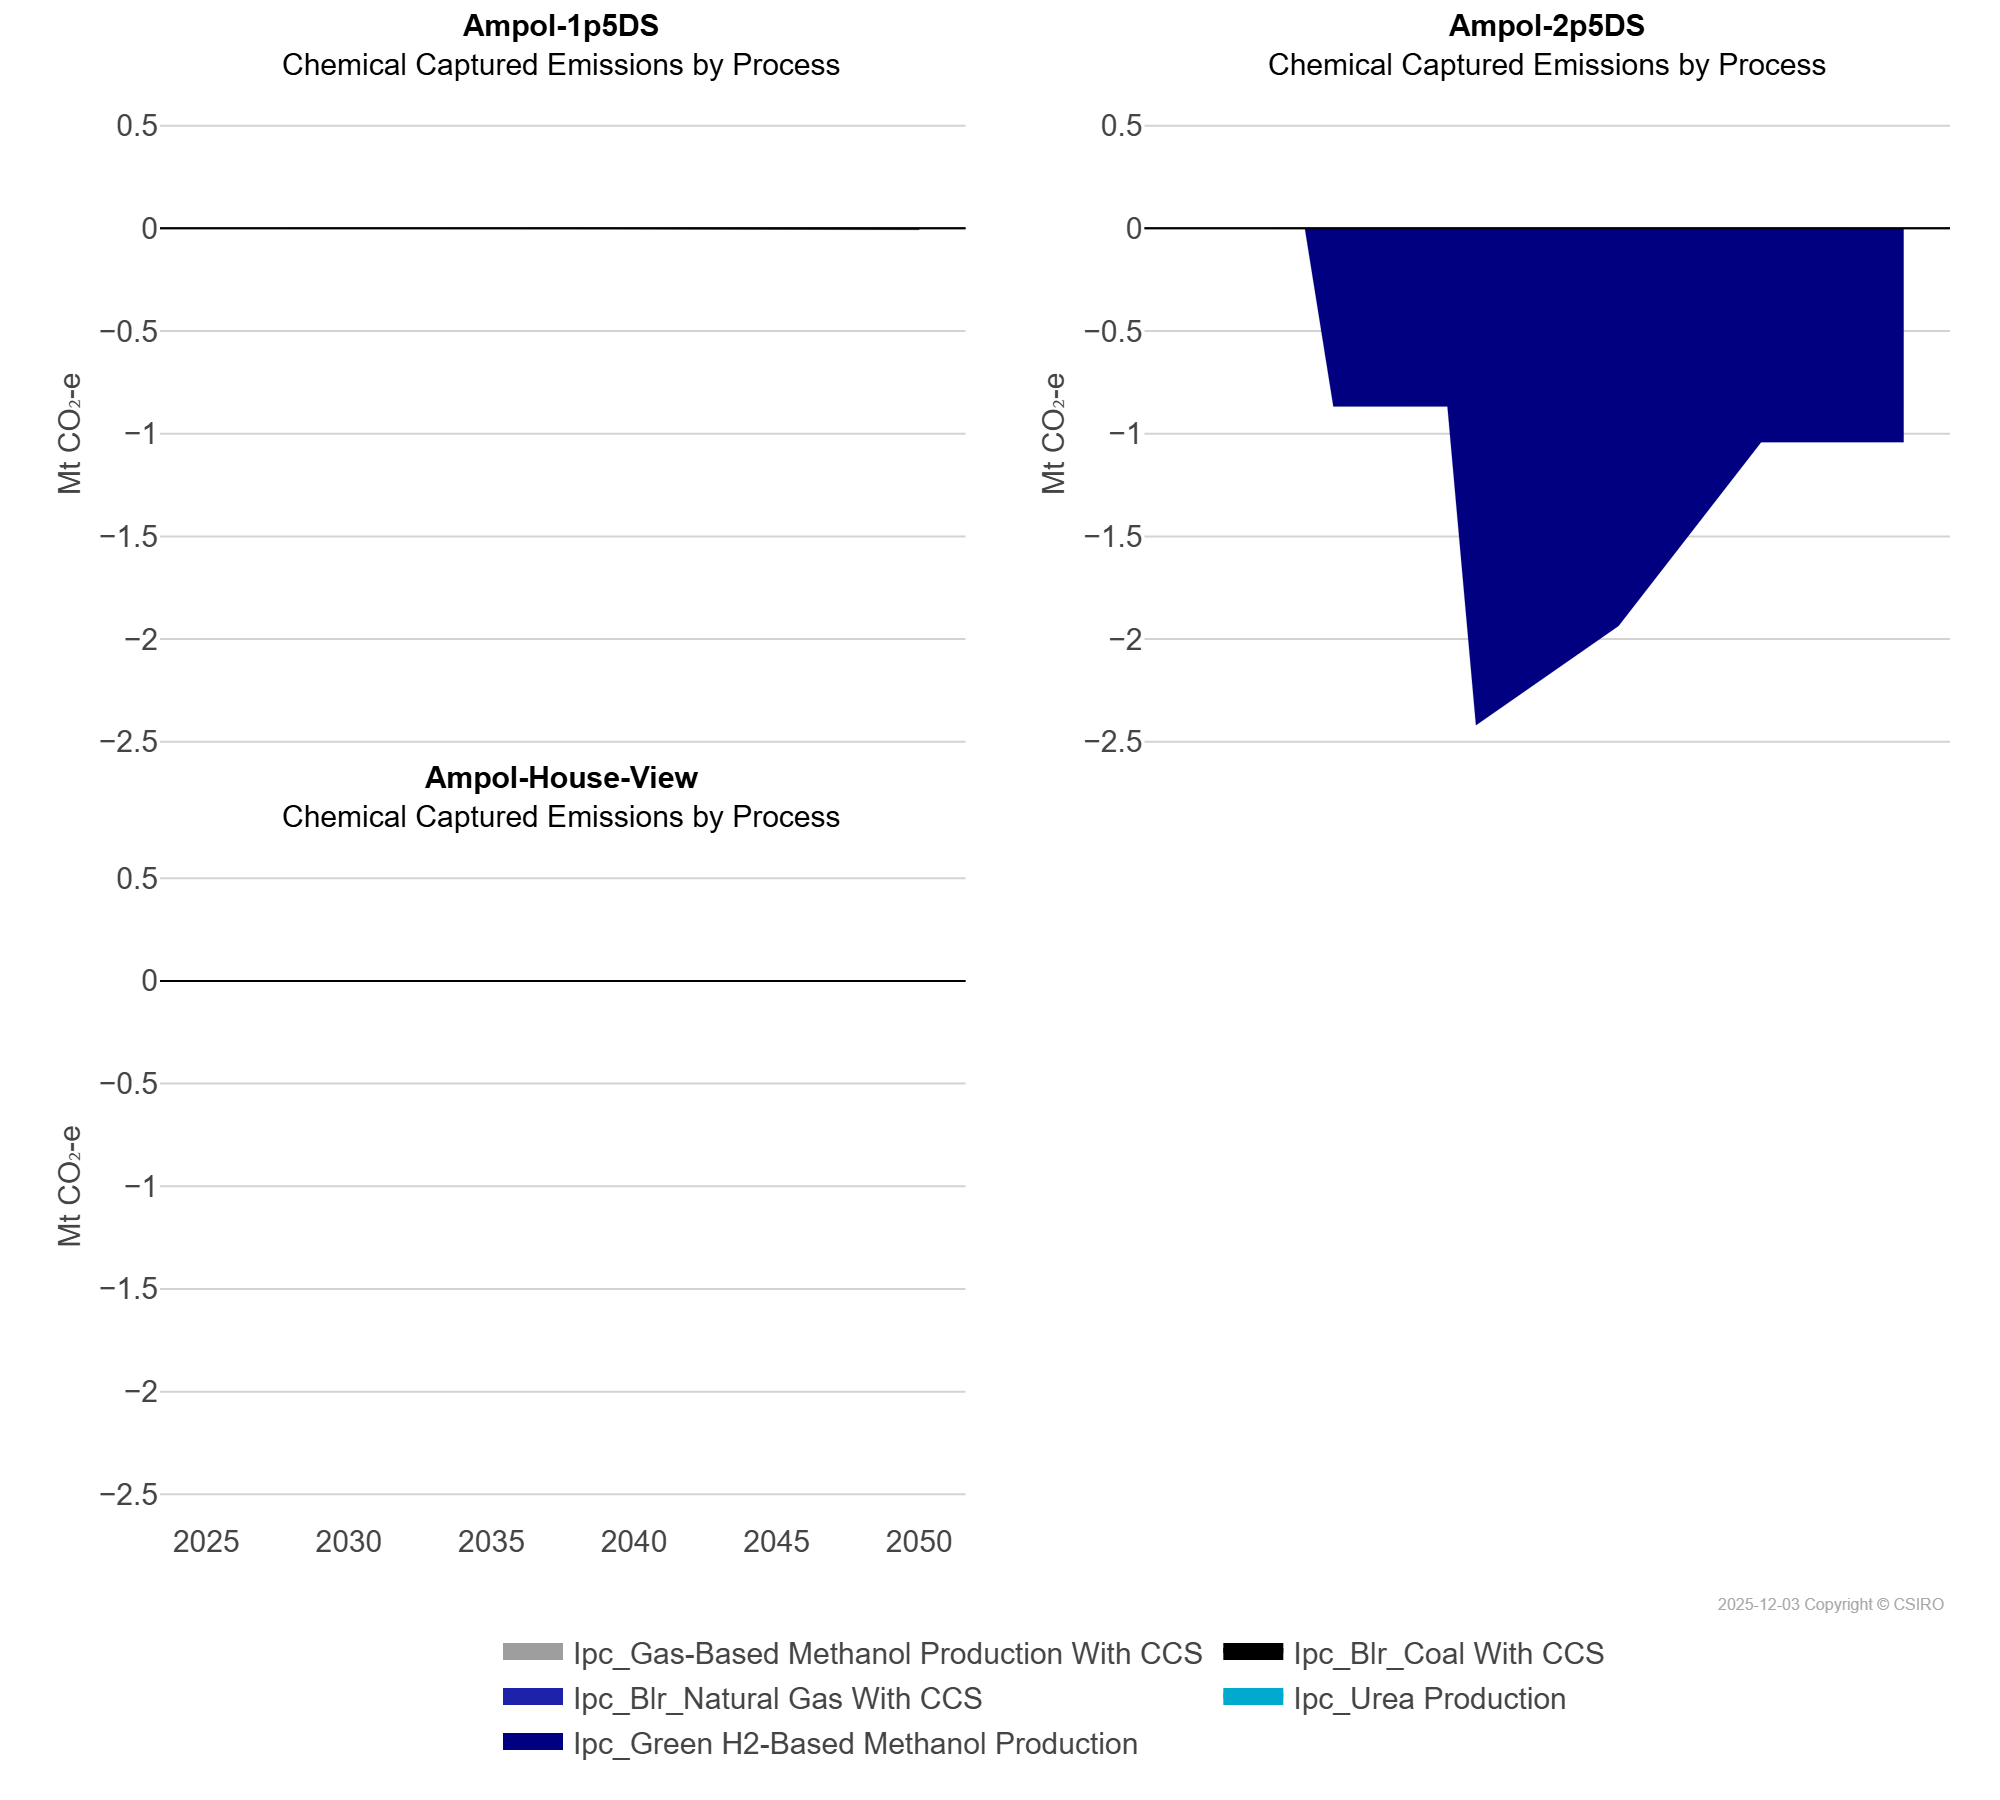 Ampol-1p5DS
Chemical Captured Emissions by Process
0.5
0
−0.5
−1
−1.5
−2
−2.5
Mt CO₂-e
Ampol-2p5DS
Chemical Captured Emissions by Process
0.5
0
−0.5
−1
−1.5
−2
−2.5
Mt CO₂-e
Ampol-House-View
Chemical Captured Emissions by Process
0.5
0
−0.5
−1
−1.5
−2
−2.5
Mt CO₂-e
2025 2030 2035 2040 2045 2050
2025-12-03 Copyright © CSIRO
Ipc_Gas-Based Methanol Production With CCS
Ipc_Blr_Coal With CCS
Ipc_Blr_Natural Gas With CCS
Ipc_Urea Production
Ipc_Green H2-Based Methanol Production